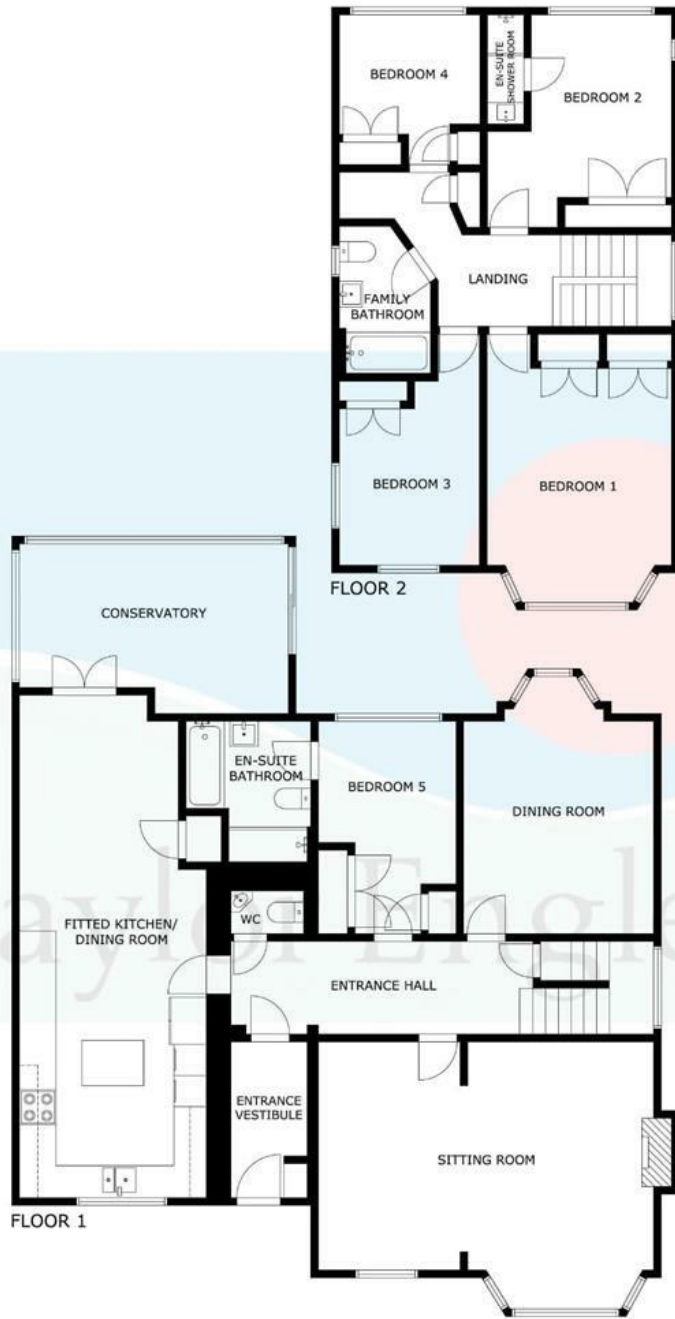 BEDROOM 4
EN-SUITE
SHOWER ROOM
BEDROOM 2
LANDING
FAMILY
BATHROOM
BEDROOM 3
BEDROOM 1
FLOOR 2
CONSERVATORY
EN-SUITE
BATHROOM
BEDROOM 5
DINING ROOM
FITTED KITCHEN/
DINING ROOM
WC
ENTRANCE HALL
ENTRANCE
VESTIBULE
SITTING ROOM
FLOOR 1